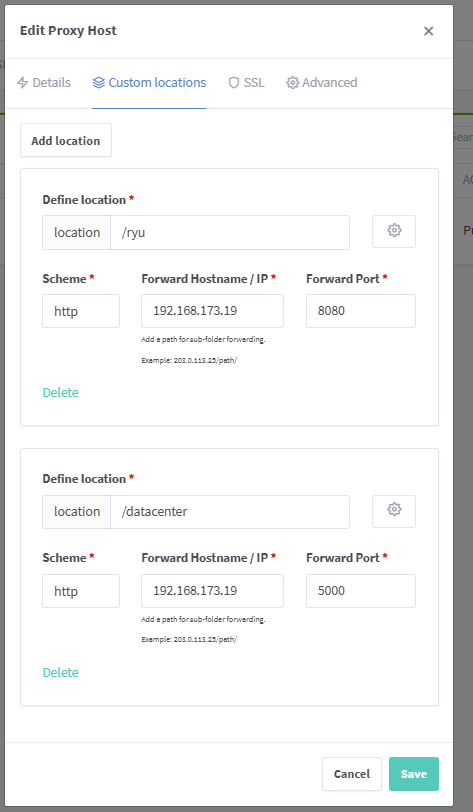 Edit Proxy Host ×
Details Custom locations SSL Advanced
Add location
Define location *
location /ryu
Scheme * Forward Hostname / IP * Forward Port *
http 192.168.173.19 8080
Add a path for sub-folder forwarding.
Example: 203.0.113.25/path/
Delete
Define location *
location /datacenter
Scheme * Forward Hostname / IP * Forward Port *
http 192.168.173.19 5000
Add a path for sub-folder forwarding.
Example: 203.0.113.25/path/
Delete
Cancel Save